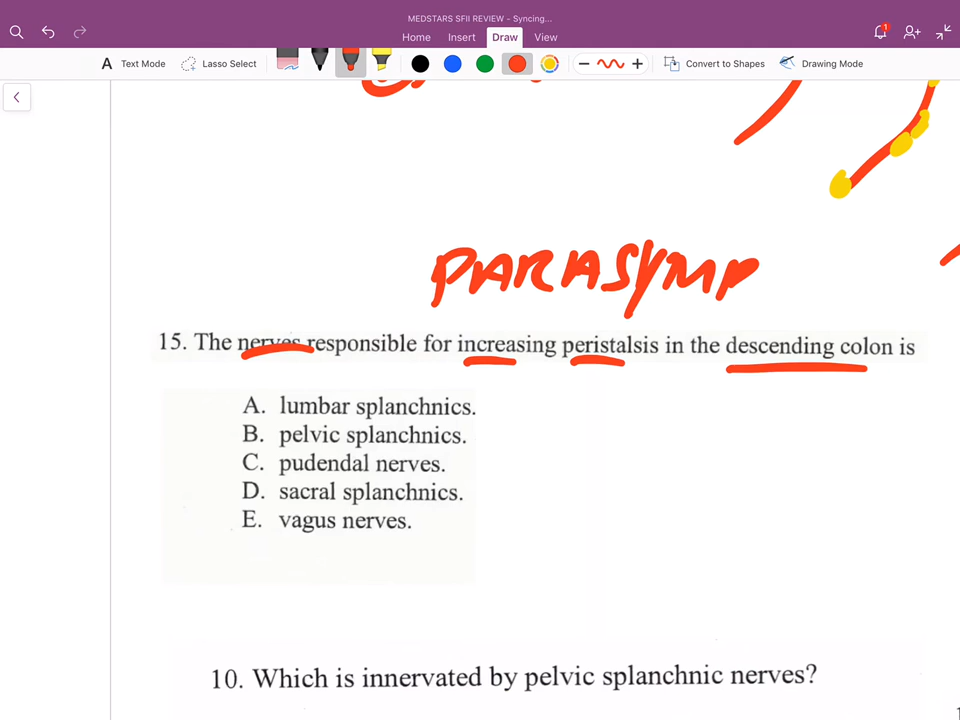 MEDSTARS SFII REVIEW – Syncing...
Home Insert Draw View
1
A Text Mode Lasso Select Convert to Shapes Drawing Mode
PARASYMP
15. The nerves responsible for increasing peristalsis in the descending colon is
A. lumbar splanchnics.
B. pelvic splanchnics.
C. pudendal nerves.
D. sacral splanchnics.
E. vagus nerves.
10. Which is innervated by pelvic splanchnic nerves?